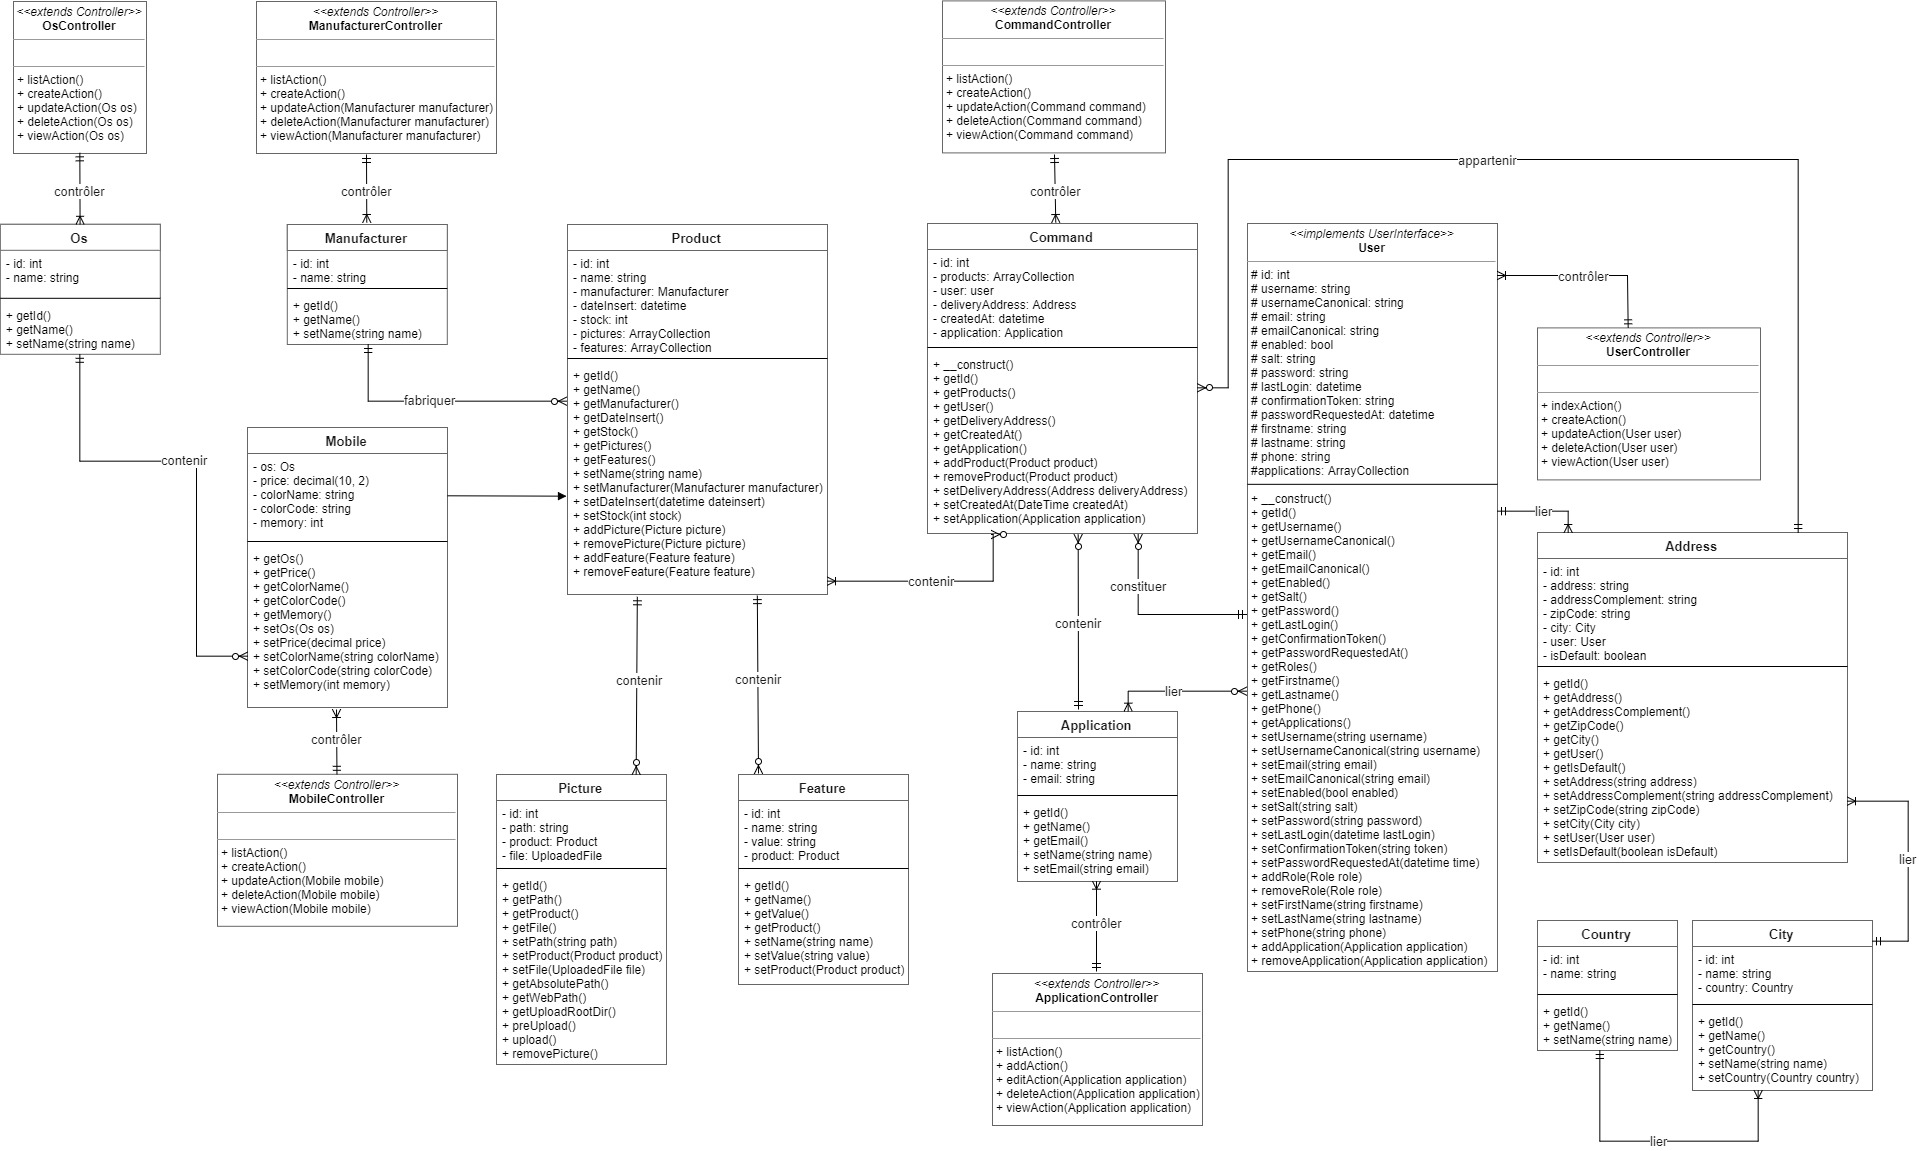 <<extends Controller>>
OsController
+ listAction()
+ createAction()
+ updateAction(Os os)
+ deleteAction(Os os)
+ viewAction(Os os)
<<extends Controller>>
ManufacturerController
+ listAction()
+ createAction()
+ updateAction(Manufacturer manufacturer)
+ deleteAction(Manufacturer manufacturer)
+ viewAction(Manufacturer manufacturer)
<<extends Controller>>
CommandController
+ listAction()
+ createAction()
+ updateAction(Command command)
+ deleteAction(Command command)
+ viewAction(Command command)
appartenir
contrôler
contrôler
contrôler
Os
- id: int
- name: string
+ getId()
+ getName()
+ setName(string name)
Manufacturer
- id: int
- name: string
+ getId()
+ getName()
+ setName(string name)
Product
- id: int
- name: string
- manufacturer: Manufacturer
- dateInsert: datetime
- stock: int
- pictures: ArrayCollection
- features: ArrayCollection
+ getId()
+ getName()
+ getManufacturer()
+ getDateInsert()
+ getStock()
+ getPictures()
+ getFeatures()
+ setName(string name)
+ setManufacturer(Manufacturer manufacturer)
+ setDateInsert(datetime dateinsert)
+ setStock(int stock)
+ addPicture(Picture picture)
+ removePicture(Picture picture)
+ addFeature(Feature feature)
+ removeFeature(Feature feature)
Command
- id: int
- products: ArrayCollection
- user: user
- deliveryAddress: Address
- createdAt: datetime
- application: Application
+ __construct()
+ getId()
+ getProducts()
+ getUser()
+ getDeliveryAddress()
+ getCreatedAt()
+ getApplication()
+ addProduct(Product product)
+ removeProduct(Product product)
+ setDeliveryAddress(Address deliveryAddress)
+ setCreatedAt(DateTime createdAt)
+ setApplication(Application application)
<<implements UserInterface>>
User
# id: int
# username: string
# usernameCanonical: string
# email: string
# emailCanonical: string
# enabled: bool
# salt: string
# password: string
# lastLogin: datetime
# confirmationToken: string
# passwordRequestedAt: datetime
# firstname: string
# lastname: string
# phone: string
#applications: ArrayCollection
+ __construct()
+ getId()
+ getUsername()
+ getUsernameCanonical()
+ getEmail()
+ getEmailCanonical()
+ getEnabled()
+ getSalt()
+ getPassword()
+ getLastLogin()
+ getConfirmationToken()
+ getPasswordRequestedAt()
+ getRoles()
+ getFirstname()
+ getLastname()
+ getPhone()
+ getApplications()
+ setUsername(string username)
+ setUsernameCanonical(string username)
+ setEmail(string email)
+ setEmailCanonical(string email)
+ setEnabled(bool enabled)
+ setSalt(string salt)
+ setPassword(string password)
+ setLastLogin(datetime lastLogin)
+ setConfirmationToken(string token)
+ setPasswordRequestedAt(datetime time)
+ addRole(Role role)
+ removeRole(Role role)
+ setFirstName(string firstname)
+ setLastName(string lastname)
+ setPhone(string phone)
+ addApplication(Application application)
+ removeApplication(Application application)
contrôler
<<extends Controller>>
UserController
+ indexAction()
+ createAction()
+ updateAction(User user)
+ deleteAction(User user)
+ viewAction(User user)
fabriquer
contenir
Mobile
- os: Os
- price: decimal(10, 2)
- colorName: string
- colorCode: string
- memory: int
+ getOs()
+ getPrice()
+ getColorName()
+ getColorCode()
+ getMemory()
+ setOs(Os os)
+ setPrice(decimal price)
+ setColorName(string colorName)
+ setColorCode(string colorCode)
+ setMemory(int memory)
contenir
constituer
contenir
lier
lier
Address
- id: int
- address: string
- addressComplement: string
- zipCode: string
- city: City
- user: User
- isDefault: boolean
+ getId()
+ getAddress()
+ getAddressComplement()
+ getZipCode()
+ getCity()
+ getUser()
+ getIsDefault()
+ setAddress(string address)
+ setAddressComplement(string addressComplement)
+ setZipCode(string zipCode)
+ setCity(City city)
+ setUser(User user)
+ setIsDefault(boolean isDefault)
contenir
contenir
contrôler
<<extends Controller>>
MobileController
+ listAction()
+ createAction()
+ updateAction(Mobile mobile)
+ deleteAction(Mobile mobile)
+ viewAction(Mobile mobile)
Picture
- id: int
- path: string
- product: Product
- file: UploadedFile
+ getId()
+ getPath()
+ getProduct()
+ getFile()
+ setPath(string path)
+ setProduct(Product product)
+ setFile(UploadedFile file)
+ getAbsolutePath()
+ getWebPath()
+ getUploadRootDir()
+ preUpload()
+ upload()
+ removePicture()
Feature
- id: int
- name: string
- value: string
- product: Product
+ getId()
+ getName()
+ getValue()
+ getProduct()
+ setName(string name)
+ setValue(string value)
+ setProduct(Product product)
Application
- id: int
- name: string
- email: string
+ getId()
+ getName()
+ getEmail()
+ setName(string name)
+ setEmail(string email)
contrôler
<<extends Controller>>
ApplicationController
+ listAction()
+ addAction()
+ editAction(Application application)
+ deleteAction(Application application)
+ viewAction(Application application)
lier
Country
- id: int
- name: string
+ getId()
+ getName()
+ setName(string name)
City
- id: int
- name: string
- country: Country
+ getId()
+ getName()
+ getCountry()
+ setName(string name)
+ setCountry(Country country)
lier